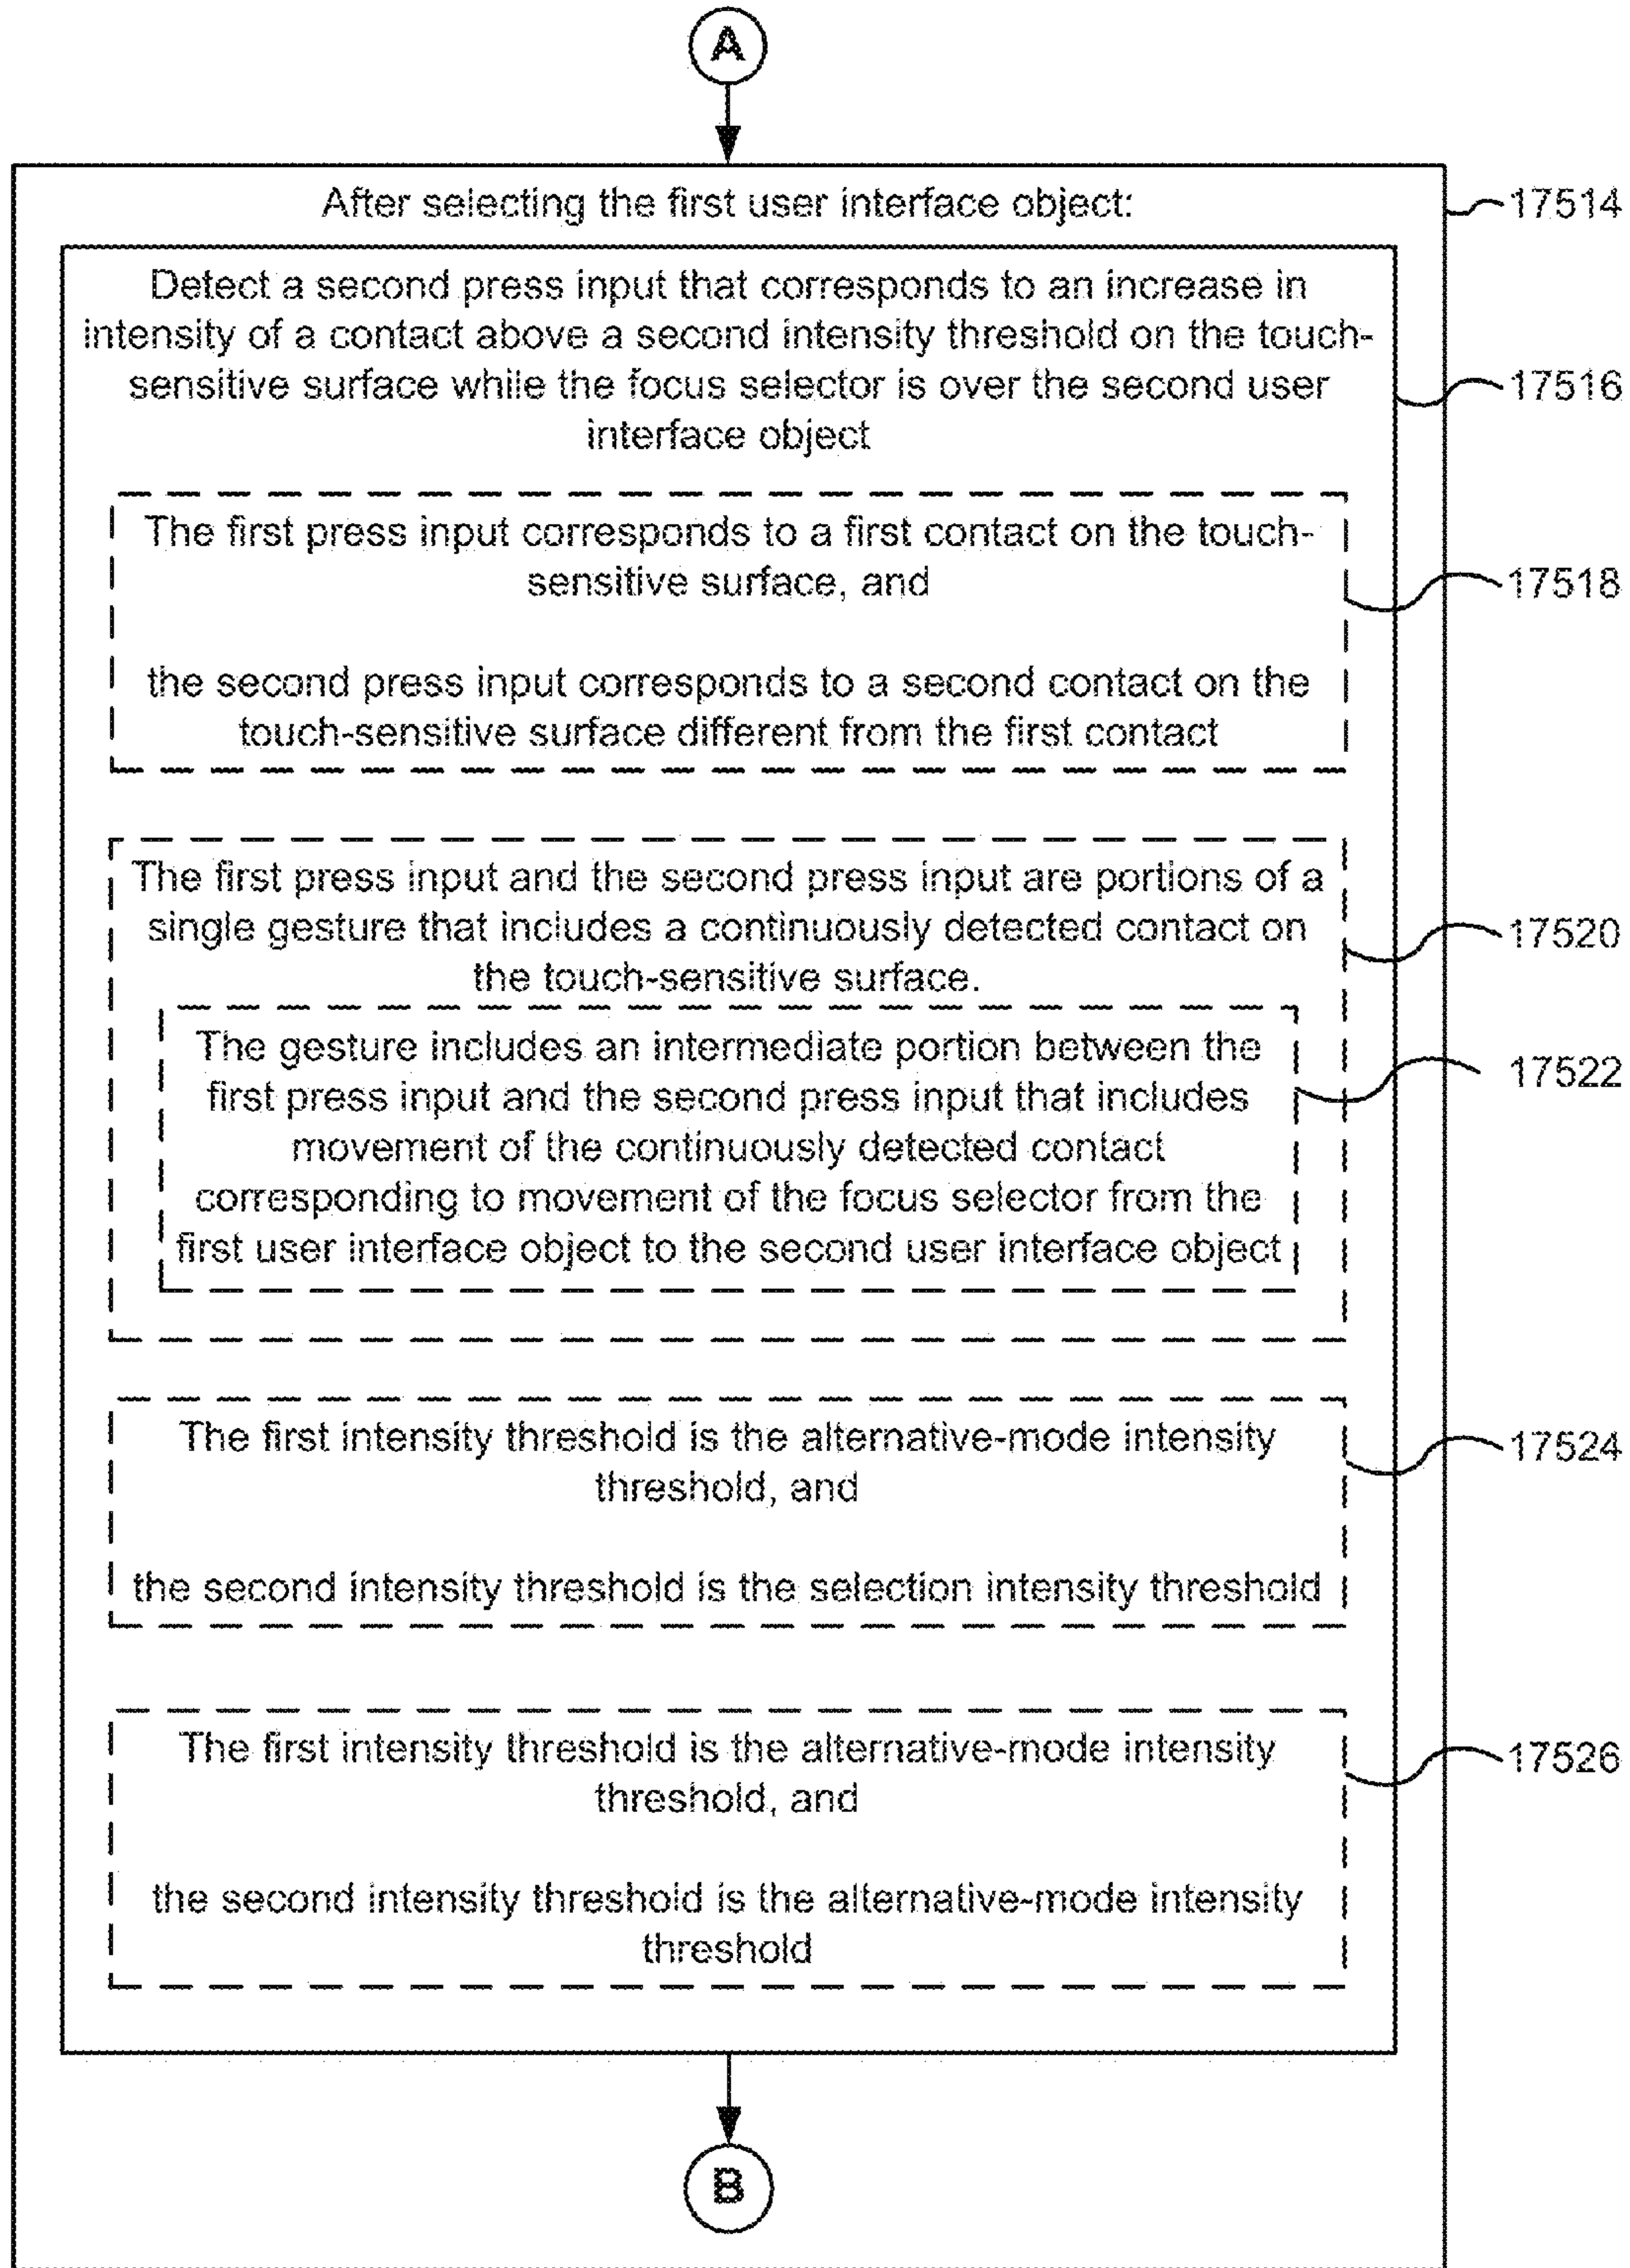 A
After selecting the first user interface object:
17514
Detect a second press input that corresponds to an increase in
intensity of a contact above a second intensity threshold on the touch-
sensitive surface while the focus selector is over the second user
interface object
17516
The first press input corresponds to a first contact on the touch-
sensitive surface, and
17518
the second press input corresponds to a second contact on the
touch-sensitive surface different from the first contact
The first press input and the second press input are portions of a
single gesture that includes a continuously detected contact on
the touch-sensitive surface.
17520
The gesture includes an intermediate portion between the
first press input and the second press input that includes
movement of the continuously detected contact
corresponding to movement of the focus selector from the
first user interface object to the second user interface object
17522
The first intensity threshold is the alternative-mode intensity
threshold, and
17524
the second intensity threshold is the selection intensity threshold
The first intensity threshold is the alternative-mode intensity
threshold, and
17526
the second intensity threshold is the alternative-mode intensity
threshold
B